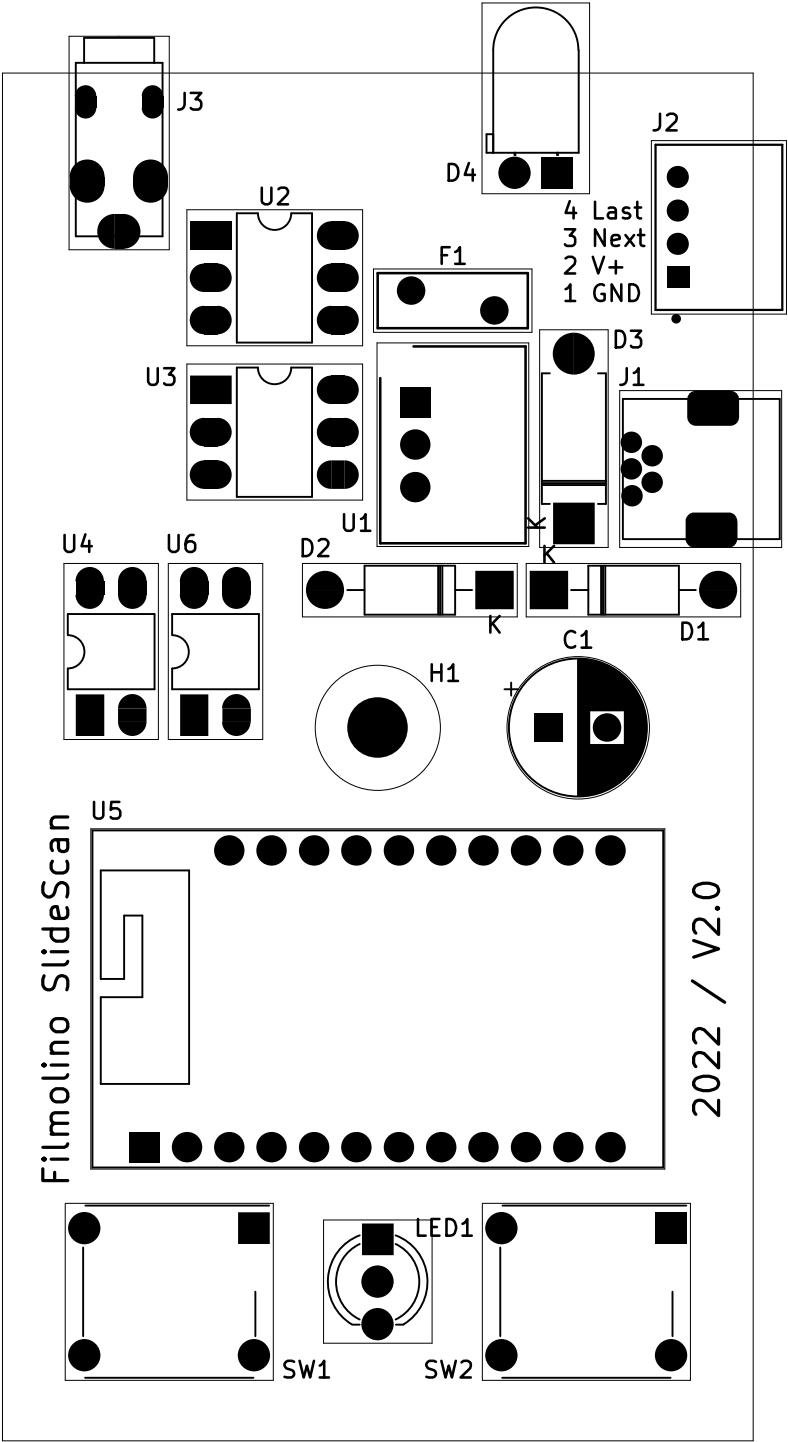 J3
J2
D4
U2
4 Last
3 Next
2 V+
1 GND
F1
D3
U3
J1
U1
K
K
U4
U6
D2
K
D1
C1
+
H1
U5
Filmolino SlideScan
2022 / V2.0
LED1
SW1
SW2